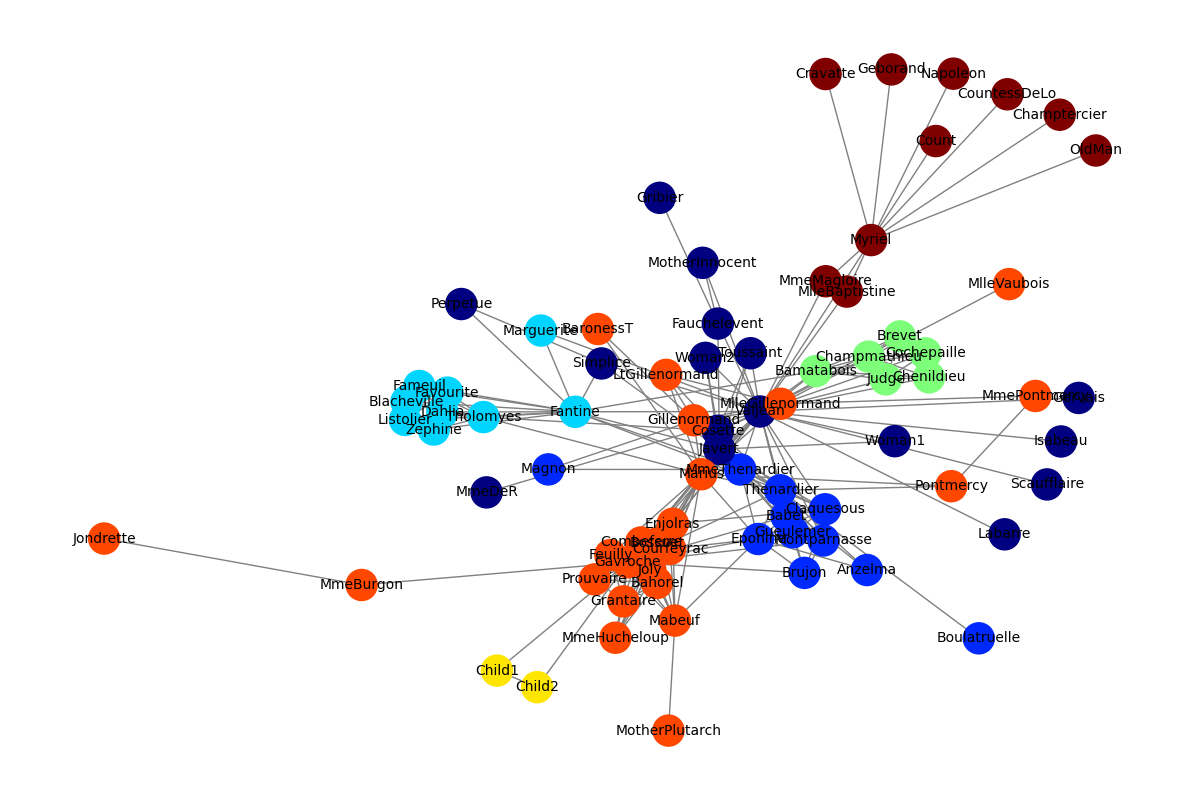 Cravatte
Geborand
Napoleon
CountessDeLo
Champtercier
Count
OldMan
Gribier
Myriel
MotherInnocent
MmeMagloire
MlleBaptistine
MlleVaubois
Perpetue
Marguerite
BaronessT
Fauchelevent
Brevet
Simplice
Woman2
Toussaint
Champmathieu
Cochepaille
LtGillenormand
Bamatabois
Judge
Chenildieu
Fameuil
Favourite
Blacheville
Dahlia
Listolier
Zephine
Tholomyes
Fantine
MlleGillenormand
Valjean
MmePontmercy
Gervais
Gillenormand
Cosette
Javert
Woman1
Isabeau
Magnon
Marius
MmeThenardier
MmeDeR
Thenardier
Pontmercy
Scaufflaire
Claquesous
Babet
Gueulemer
Montparnasse
Eponine
Labarre
Enjolras
Combeferre
Bossuet
Courfeyrac
Feuilly
Gavroche
Joly
Jondrette
Prouvaire
Bahorel
Brujon
Anzelma
MmeBurgon
Grantaire
Mabeuf
MmeHucheloup
Boulatruelle
Child1
Child2
MotherPlutarch